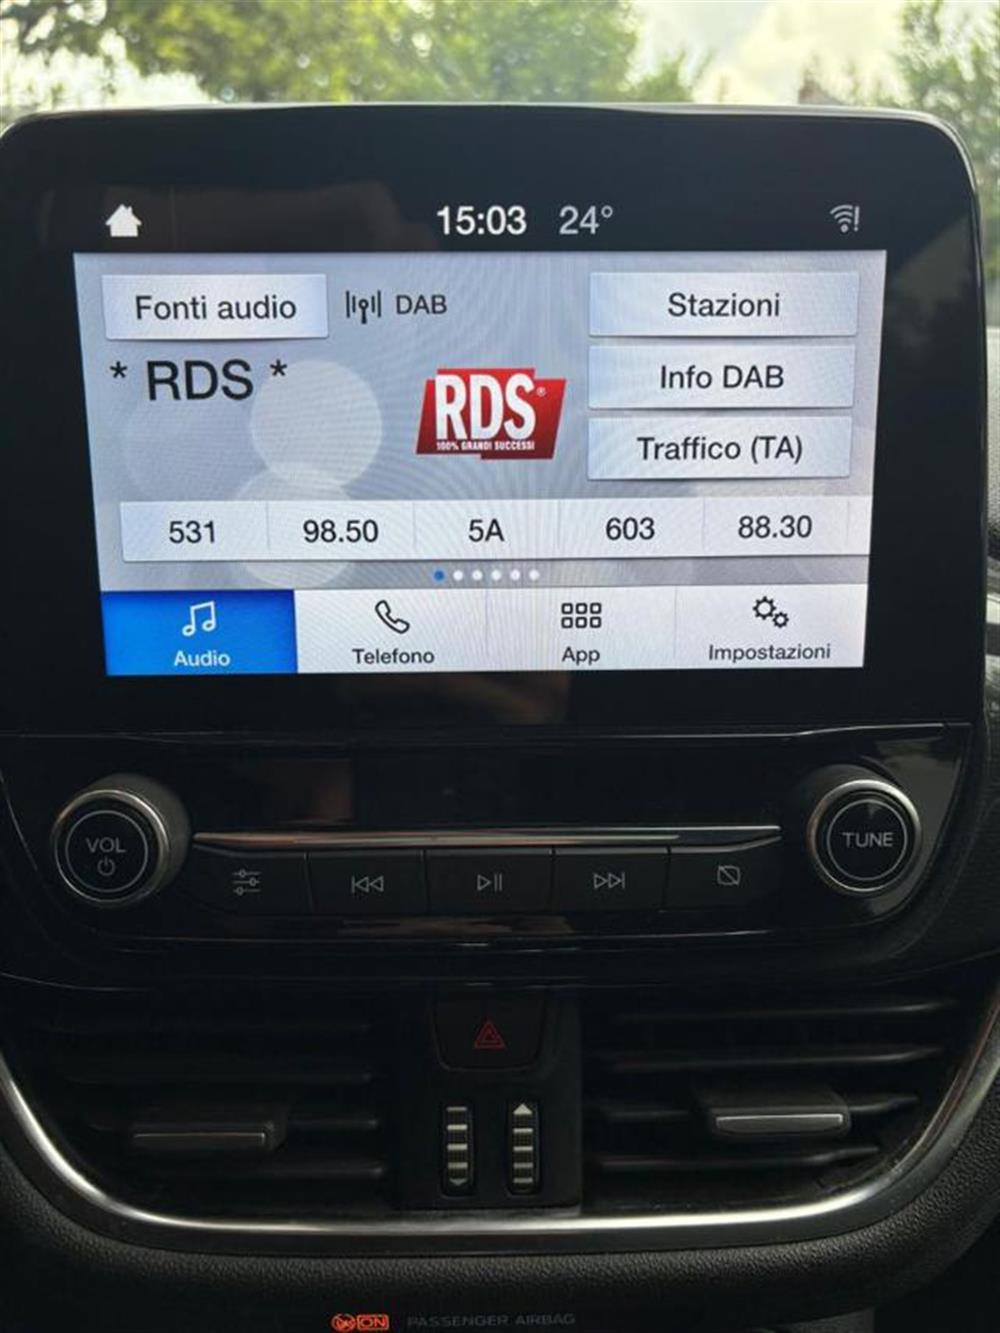 15:03 24°
Fonti audio DAB Stazioni
* RDS *
RDS®
100% GRANDI SUCCESSI
Info DAB
Traffico (TA)
531 98.50 5A 603 88.30
Audio Telefono App Impostazioni
VOL TUNE
ON PASSENGER AIRBAG